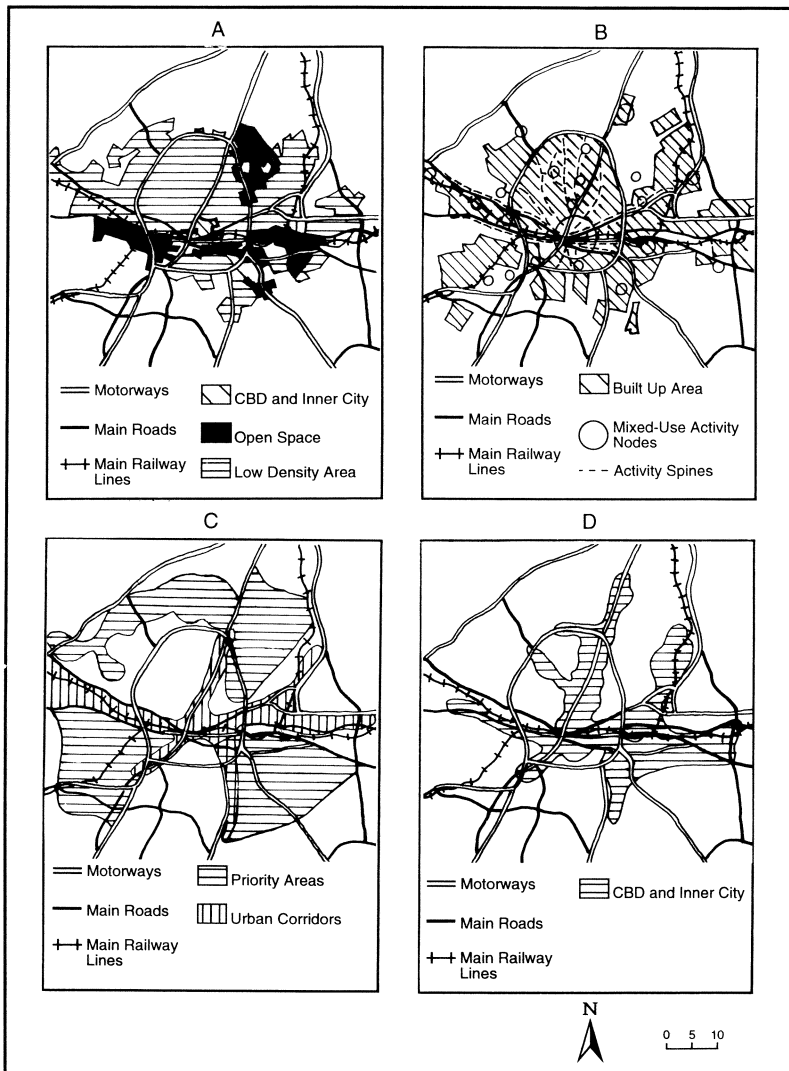 A
Motorways
Main Roads
Main Railway
Lines
CBD and Inner City
Open Space
Low Density Area
B
Motorways
Main Roads
Main Railway
Lines
Built Up Area
Mixed-Use Activity
Nodes
Activity Spines
C
Motorways
Main Roads
Main Railway
Lines
Priority Areas
Urban Corridors
D
Motorways
Main Roads
Main Railway
Lines
CBD and Inner City
N
0 5 10